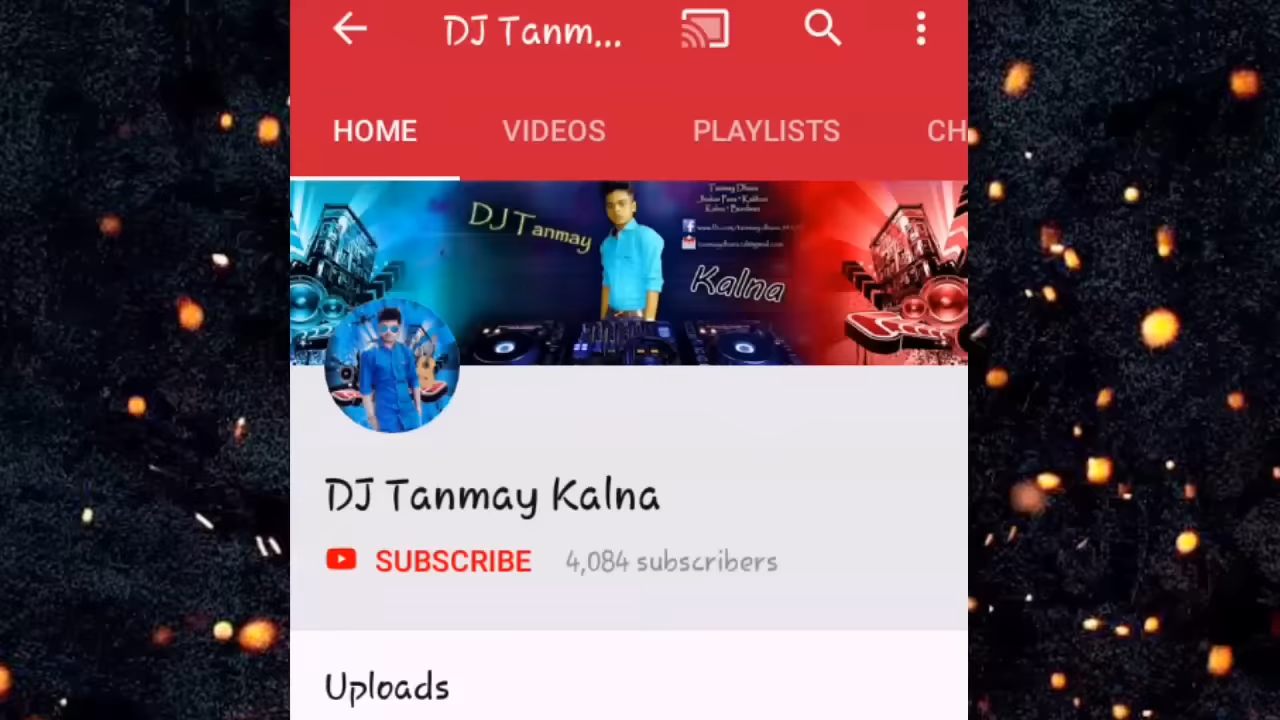 DJ Tanm...
HOME VIDEOS PLAYLISTS CH
DJ Tanmay
Kalna
DJ Tanmay Kalna
SUBSCRIBE 4,084 subscribers
Uploads